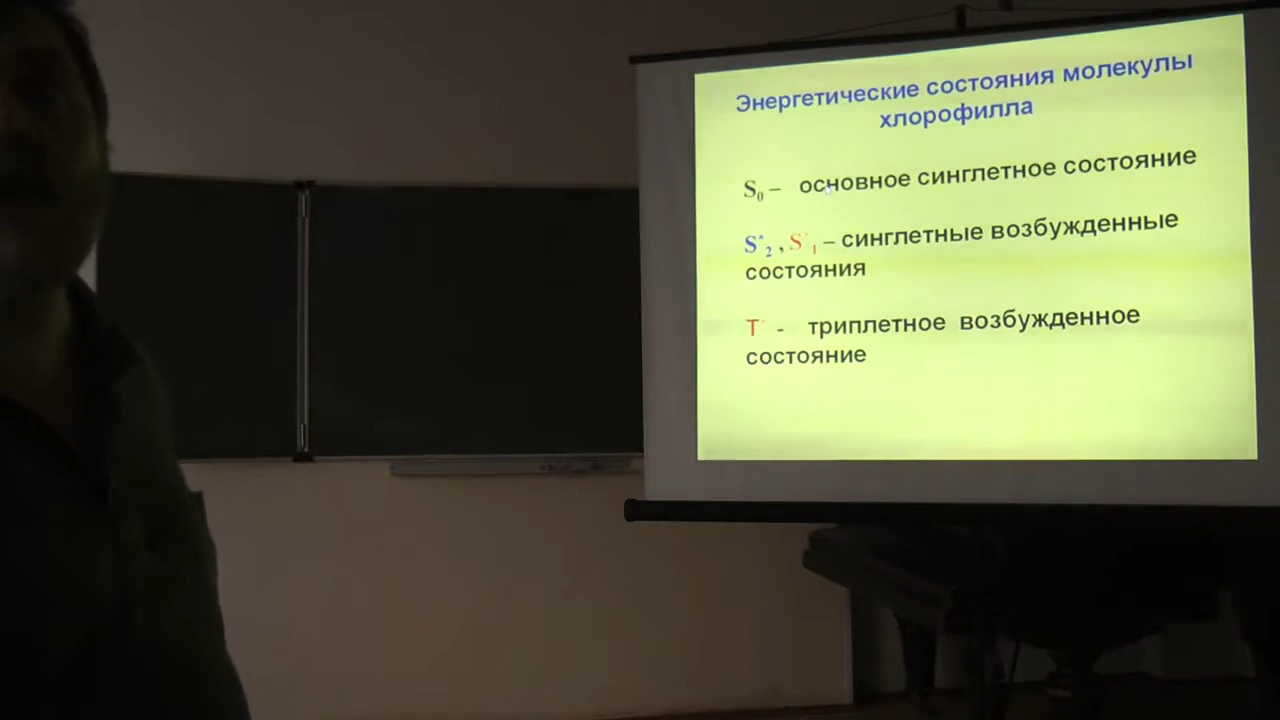 Энергетические состояния молекулы
хлорофилла
S₀ – основное синглетное состояние
S*₂ , S*₁ – синглетные возбужденные
состояния
T* - триплетное возбужденное
состояние